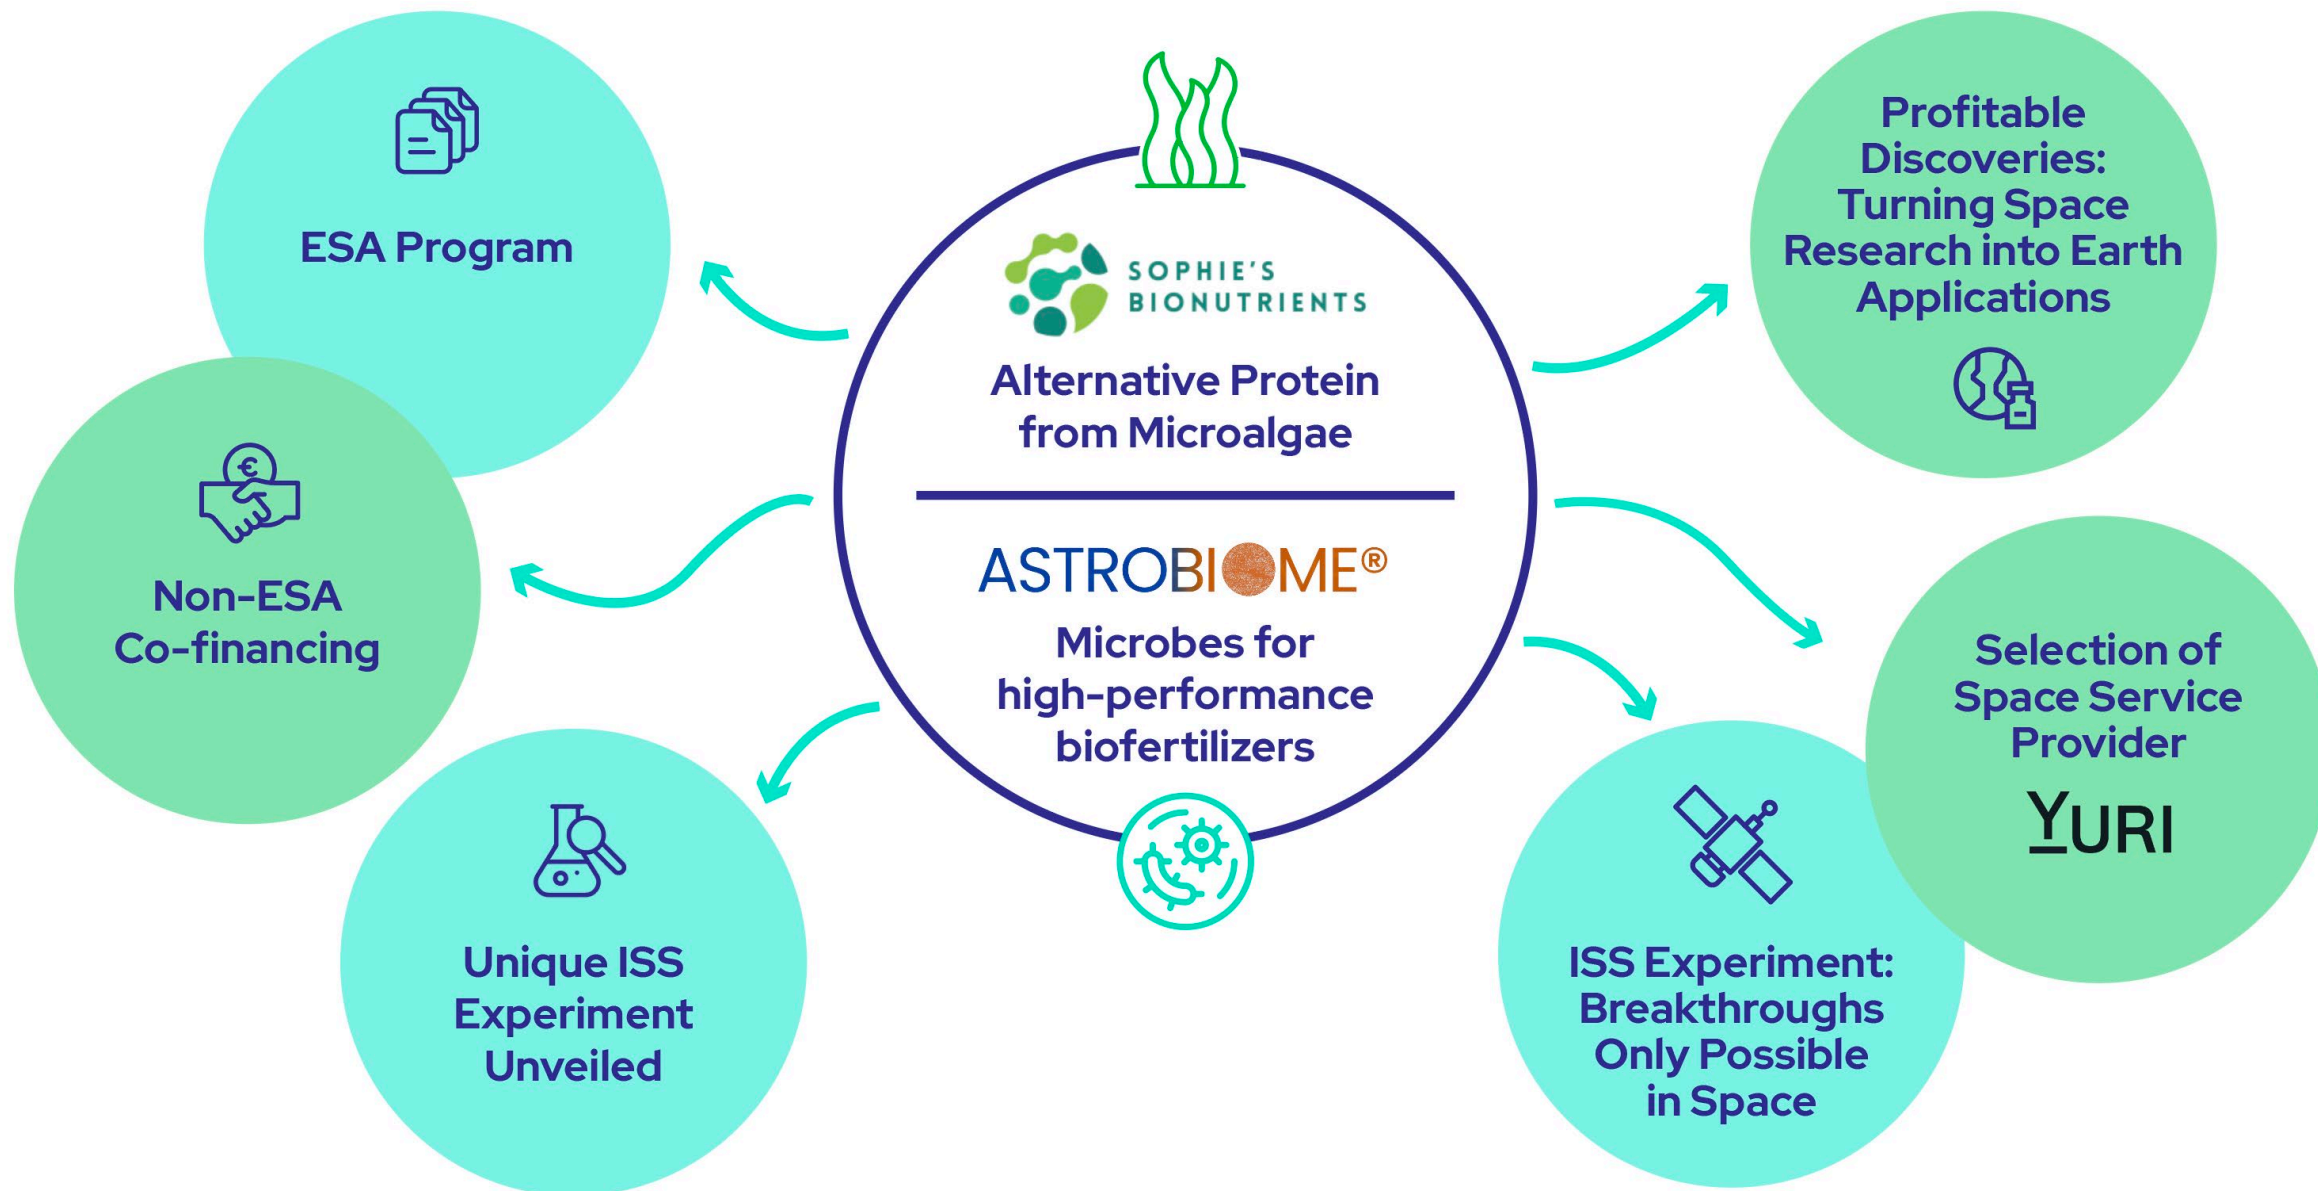 ESA Program
Non-ESA
Co-financing
€
Unique ISS
Experiment
Unveiled
SOPHIE'S
BIONUTRIENTS
Alternative Protein
from Microalgae
ASTROBIOME®
Microbes for
high-performance
biofertilizers
Profitable
Discoveries:
Turning Space
Research into Earth
Applications
Selection of
Space Service
Provider
YURI
ISS Experiment:
Breakthroughs
Only Possible
in Space